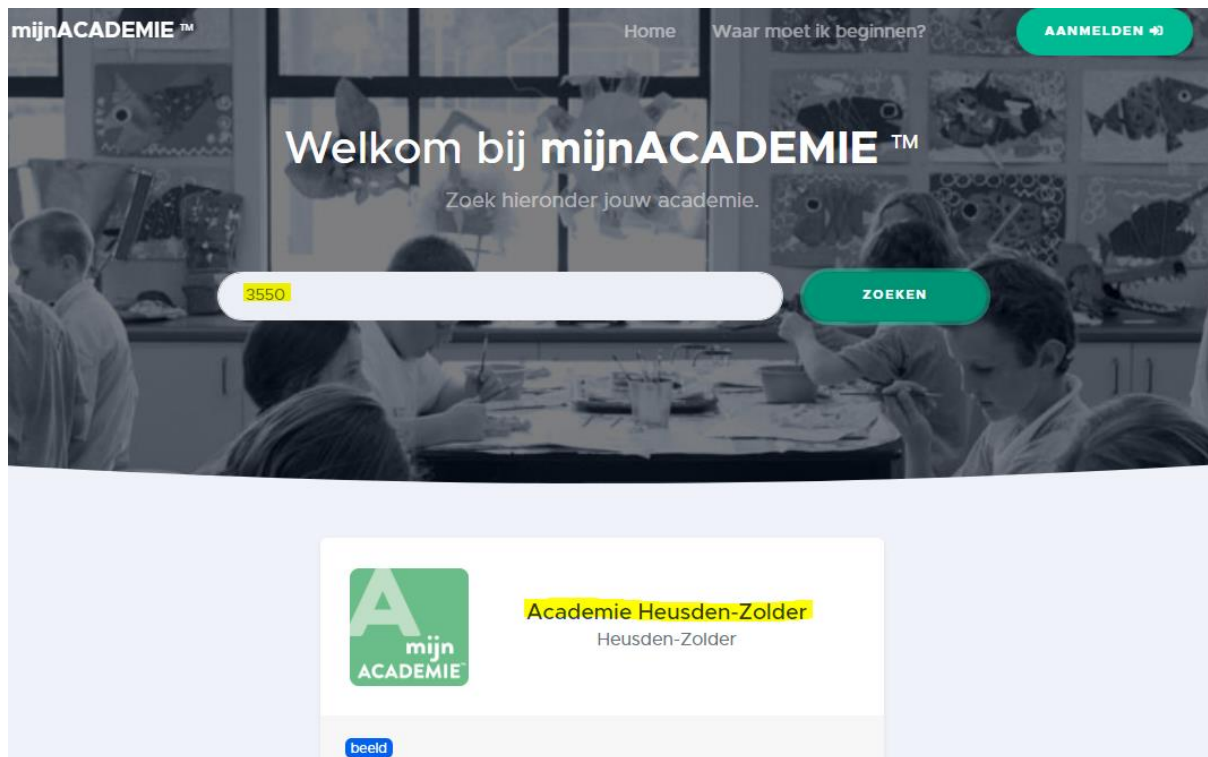 mijnACADEMIE ™
Home Waar moet ik beginnen? AANMELDEN
Welkom bij mijnACADEMIE ™
Zoek hieronder jouw academie.
3550 ZOEKEN
A
mijn
ACADEMIE™
Academie Heusden-Zolder
Heusden-Zolder
beeld